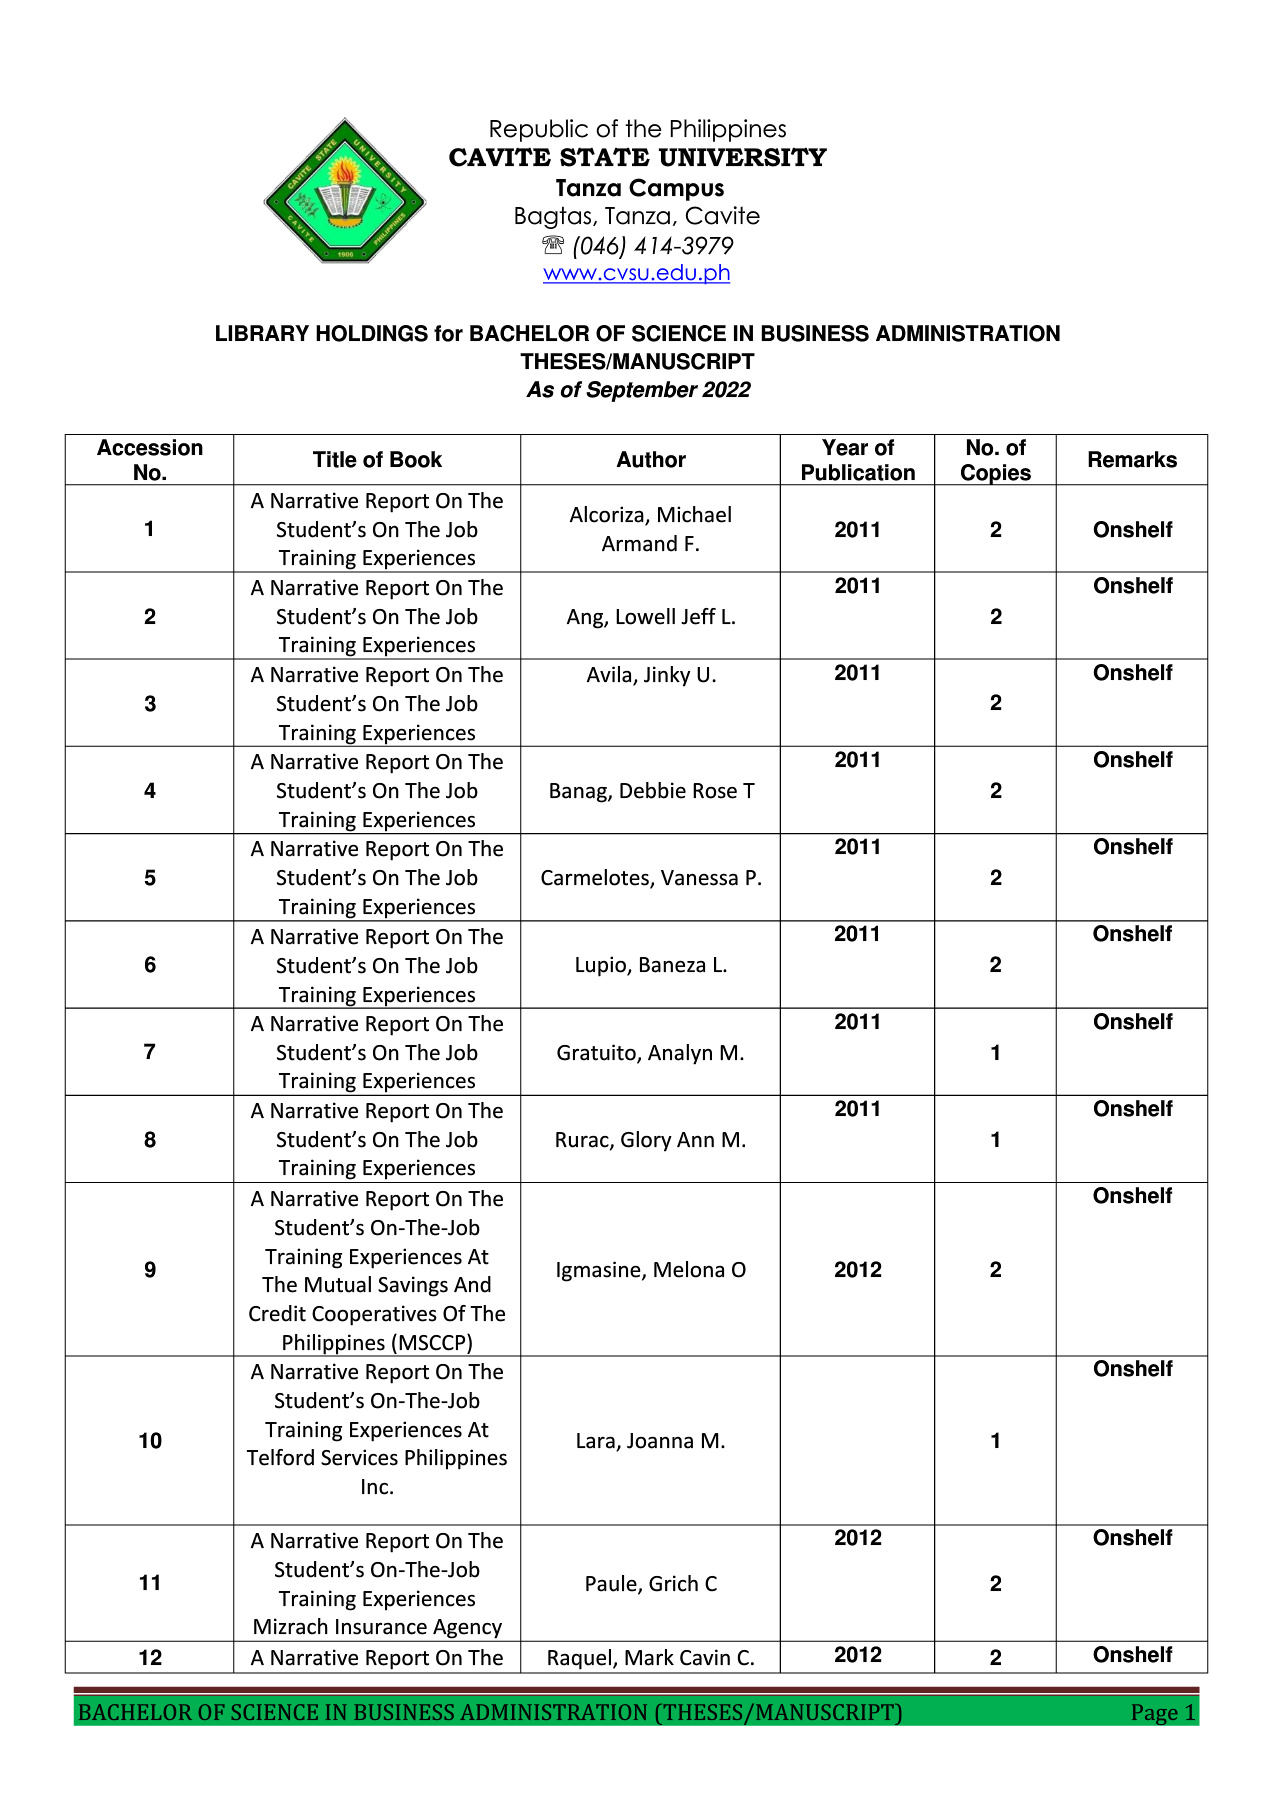 Republic of the Philippines
CAVITE STATE UNIVERSITY
Tanza Campus
Bagtas, Tanza, Cavite
☏ (046) 414-3979
www.cvsu.edu.ph
CAVITE STATE UNIVERSITY
CAVITE PHILIPPINES
1906
LIBRARY HOLDINGS for BACHELOR OF SCIENCE IN BUSINESS ADMINISTRATION
THESES/MANUSCRIPT
As of September 2022
Accession No. Title of Book Author Year of Publication No. of Copies Remarks
1 A Narrative Report On The Student’s On The Job Training Experiences Alcoriza, Michael Armand F. 2011 2 Onshelf
2 A Narrative Report On The Student’s On The Job Training Experiences Ang, Lowell Jeff L. 2011 2 Onshelf
3 A Narrative Report On The Student’s On The Job Training Experiences Avila, Jinky U. 2011 2 Onshelf
4 A Narrative Report On The Student’s On The Job Training Experiences Banag, Debbie Rose T 2011 2 Onshelf
5 A Narrative Report On The Student’s On The Job Training Experiences Carmelotes, Vanessa P. 2011 2 Onshelf
6 A Narrative Report On The Student’s On The Job Training Experiences Lupio, Baneza L. 2011 2 Onshelf
7 A Narrative Report On The Student’s On The Job Training Experiences Gratuito, Analyn M. 2011 1 Onshelf
8 A Narrative Report On The Student’s On The Job Training Experiences Rurac, Glory Ann M. 2011 1 Onshelf
9 A Narrative Report On The Student’s On-The-Job Training Experiences At The Mutual Savings And Credit Cooperatives Of The Philippines (MSCCP) Igmasine, Melona O 2012 2 Onshelf
10 A Narrative Report On The Student’s On-The-Job Training Experiences At Telford Services Philippines Inc. Lara, Joanna M. 1 Onshelf
11 A Narrative Report On The Student’s On-The-Job Training Experiences Mizrach Insurance Agency Paule, Grich C 2012 2 Onshelf
12 A Narrative Report On The Raquel, Mark Cavin C. 2012 2 Onshelf
BACHELOR OF SCIENCE IN BUSINESS ADMINISTRATION (THESES/MANUSCRIPT) Page 1